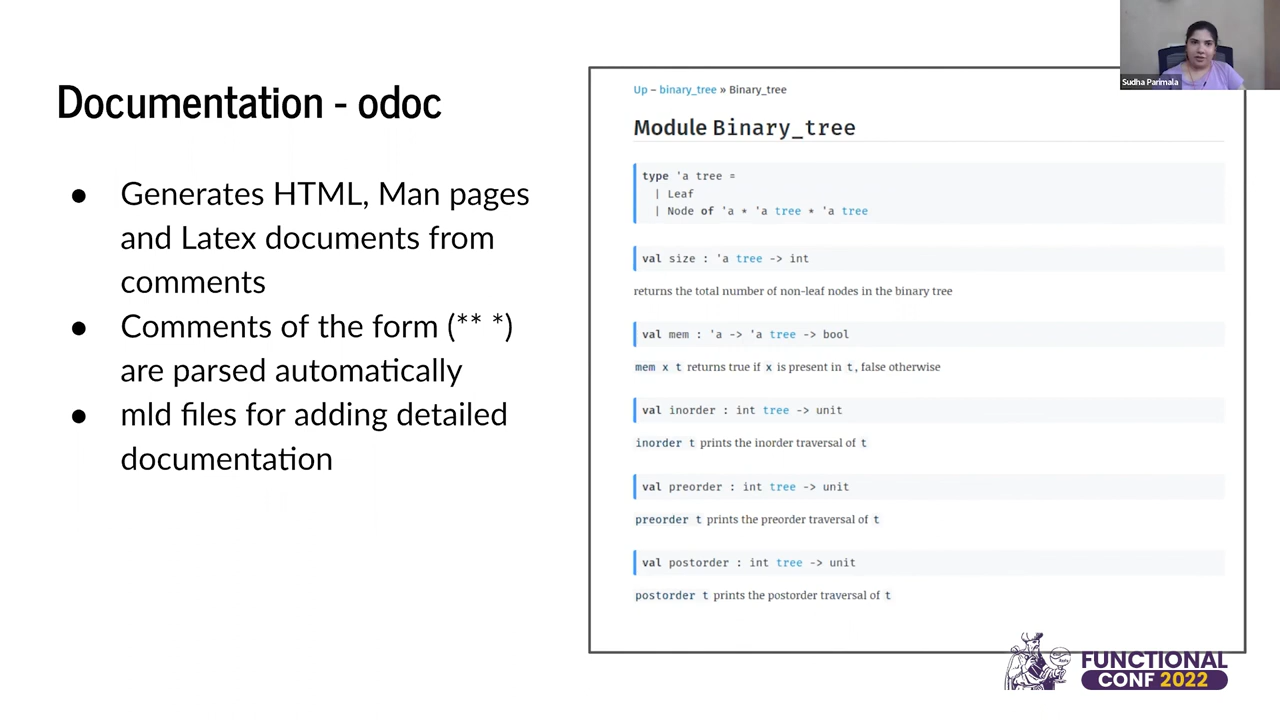 Documentation - odoc
● Generates HTML, Man pages
and Latex documents from
comments
● Comments of the form (** *)
are parsed automatically
● mld files for adding detailed
documentation
Up – binary_tree » Binary_tree
Module Binary_tree
type 'a tree =
| Leaf
| Node of 'a * 'a tree * 'a tree
val size : 'a tree -> int
returns the total number of non-leaf nodes in the binary tree
val mem : 'a -> 'a tree -> bool
mem x t returns true if x is present in t, false otherwise
val inorder : int tree -> unit
inorder t prints the inorder traversal of t
val preorder : int tree -> unit
preorder t prints the preorder traversal of t
val postorder : int tree -> unit
postorder t prints the postorder traversal of t
Sudha Parimala
FUNCTIONAL
CONF 2022